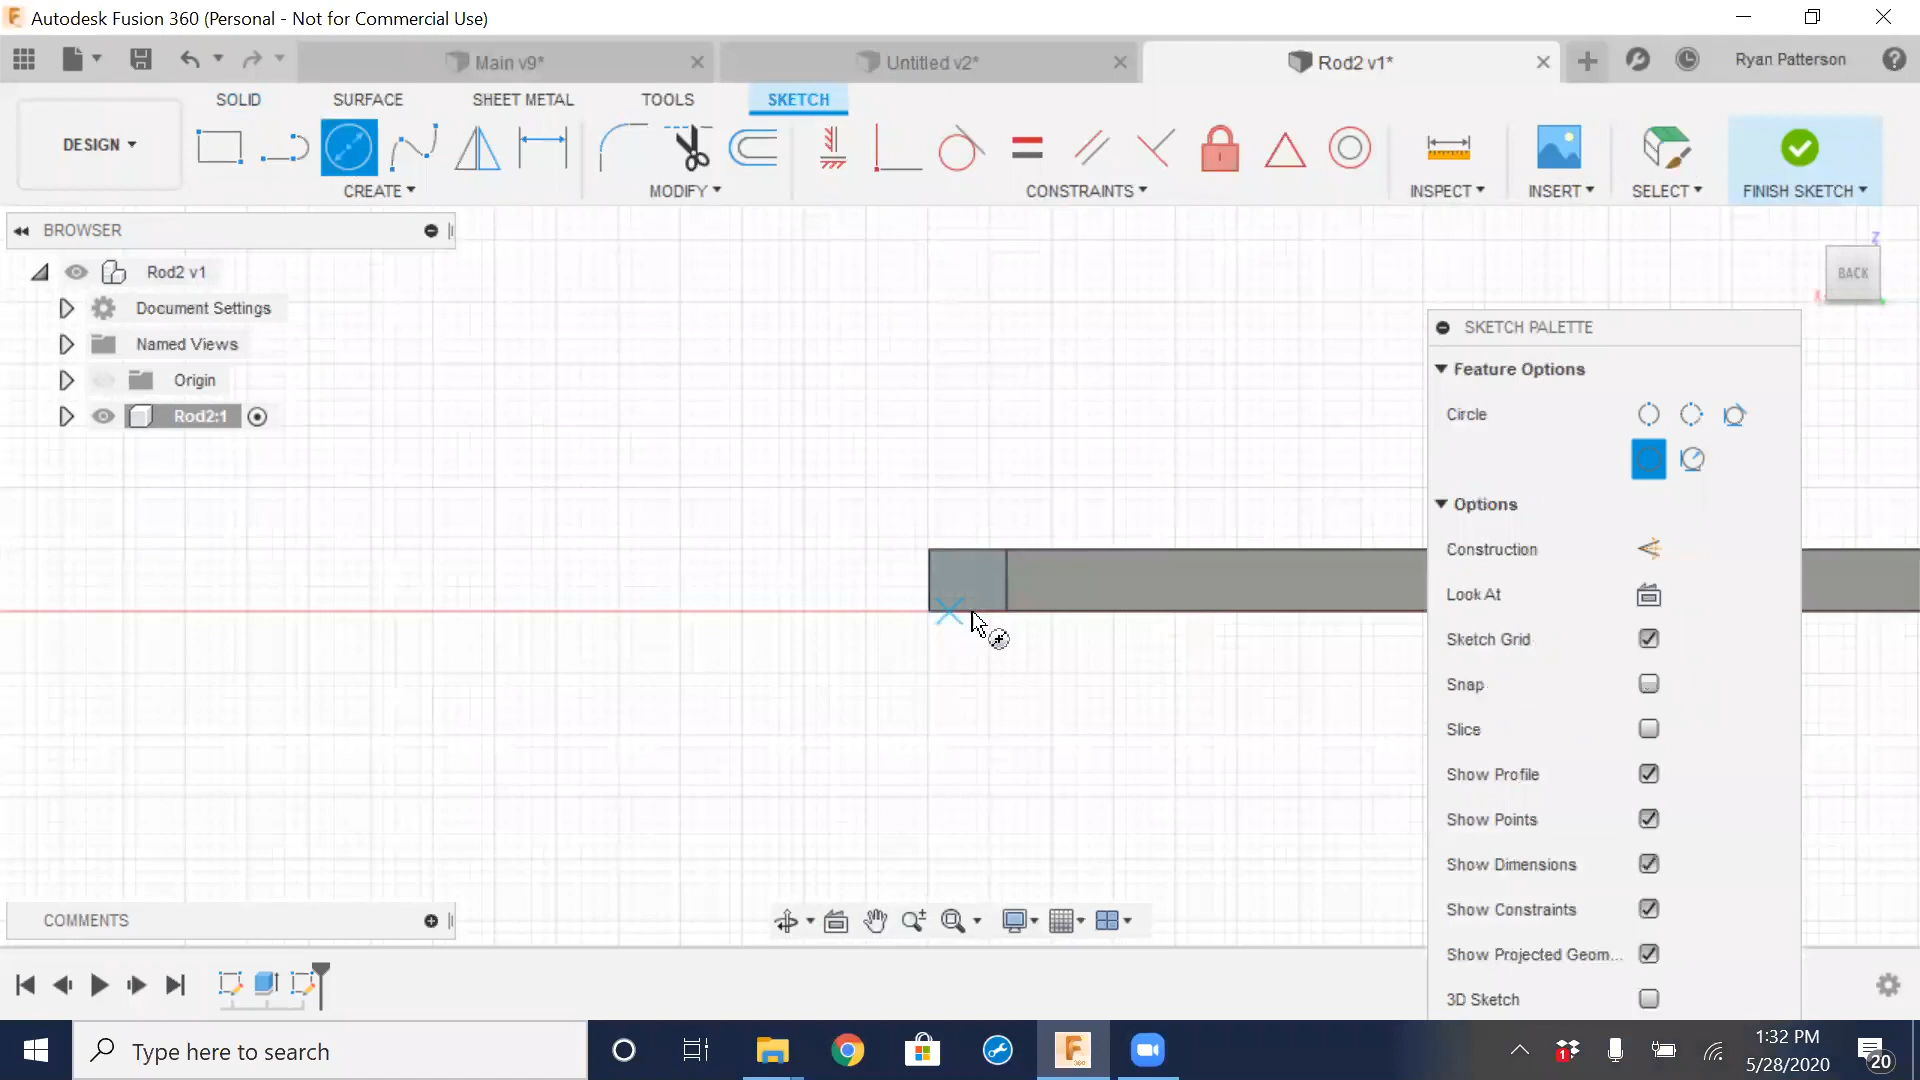 Autodesk Fusion 360 (Personal - Not for Commercial Use)
Main v9*
Untitled v2*
Rod2 v1*
Ryan Patterson
SOLID
SURFACE
SHEET METAL
TOOLS
SKETCH
DESIGN
CREATE
MODIFY
CONSTRAINTS
INSPECT
INSERT
SELECT
FINISH SKETCH
BROWSER
Rod2 v1
Document Settings
Named Views
Origin
Rod2:1
Z
BACK
X
SKETCH PALETTE
Feature Options
Circle
Options
Construction
Look At
Sketch Grid
Snap
Slice
Show Profile
Show Points
Show Dimensions
Show Constraints
Show Projected Geom...
3D Sketch
COMMENTS
Type here to search
F
360
1
1:32 PM
5/28/2020
20